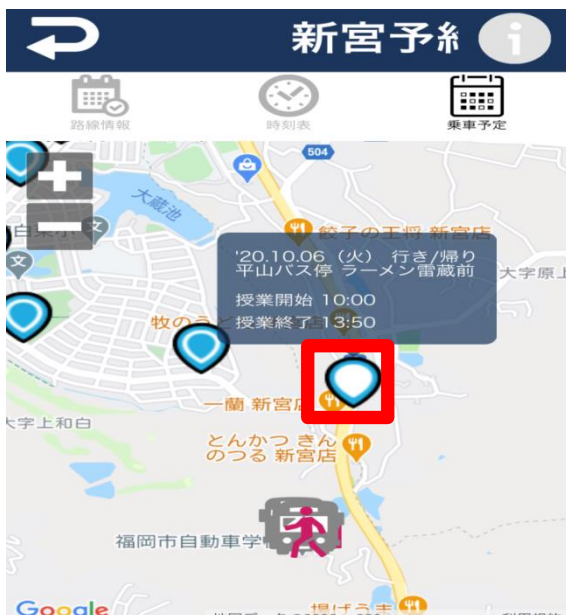 新宮予約
路線情報
時刻表
乗車予定
504
大蔵池
餃子の王将 新宮店
'20.10.06（火） 行き/帰り
平山バス停 ラーメン雷蔵前
授業開始 10:00
授業終了 13:50
大字原上
牧のう
一蘭 新宮店
大字上和白
とんかつ きん
のつる 新宮店
福岡市自動車学
揚げうま
Google